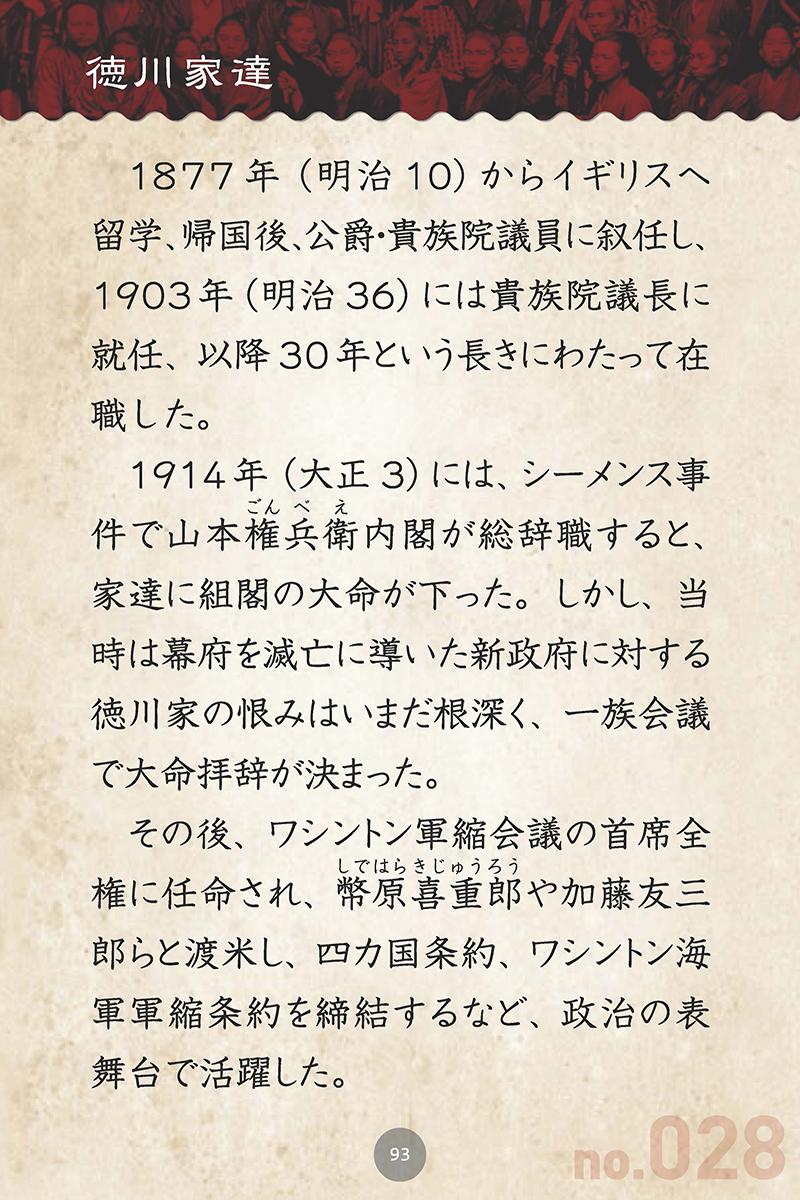 徳川家達
1877年（明治10）からイギリスへ
留学、帰国後、公爵・貴族院議員に叙任し、
1903年（明治36）には貴族院議長に
就任、以降30年という長きにわたって在
職した。
1914年（大正3）には、シーメンス事
ごんべえ
件で山本権兵衛内閣が総辞職すると、
家達に組閣の大命が下った。しかし、当
時は幕府を滅亡に導いた新政府に対する
徳川家の恨みはいまだ根深く、一族会議
で大命拝辞が決まった。
その後、ワシントン軍縮会議の首席全
しではらきじゅうろう
権に任命され、幣原喜重郎や加藤友三
郎らと渡米し、四カ国条約、ワシントン海
軍軍縮条約を締結するなど、政治の表
舞台で活躍した。
93
no.028